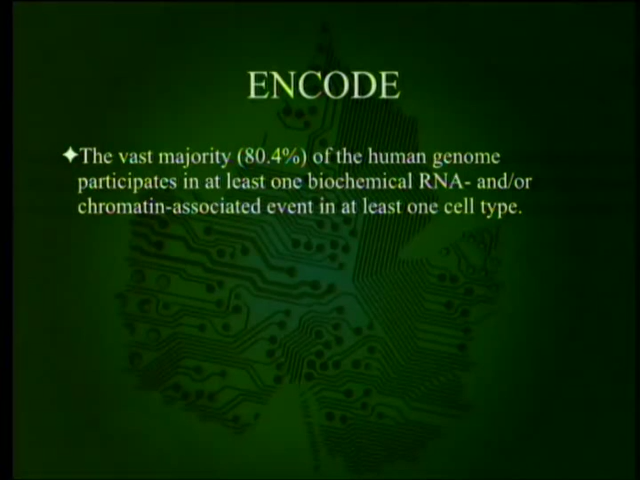 ENCODE
✦The vast majority (80.4%) of the human genome
participates in at least one biochemical RNA- and/or
chromatin-associated event in at least one cell type.